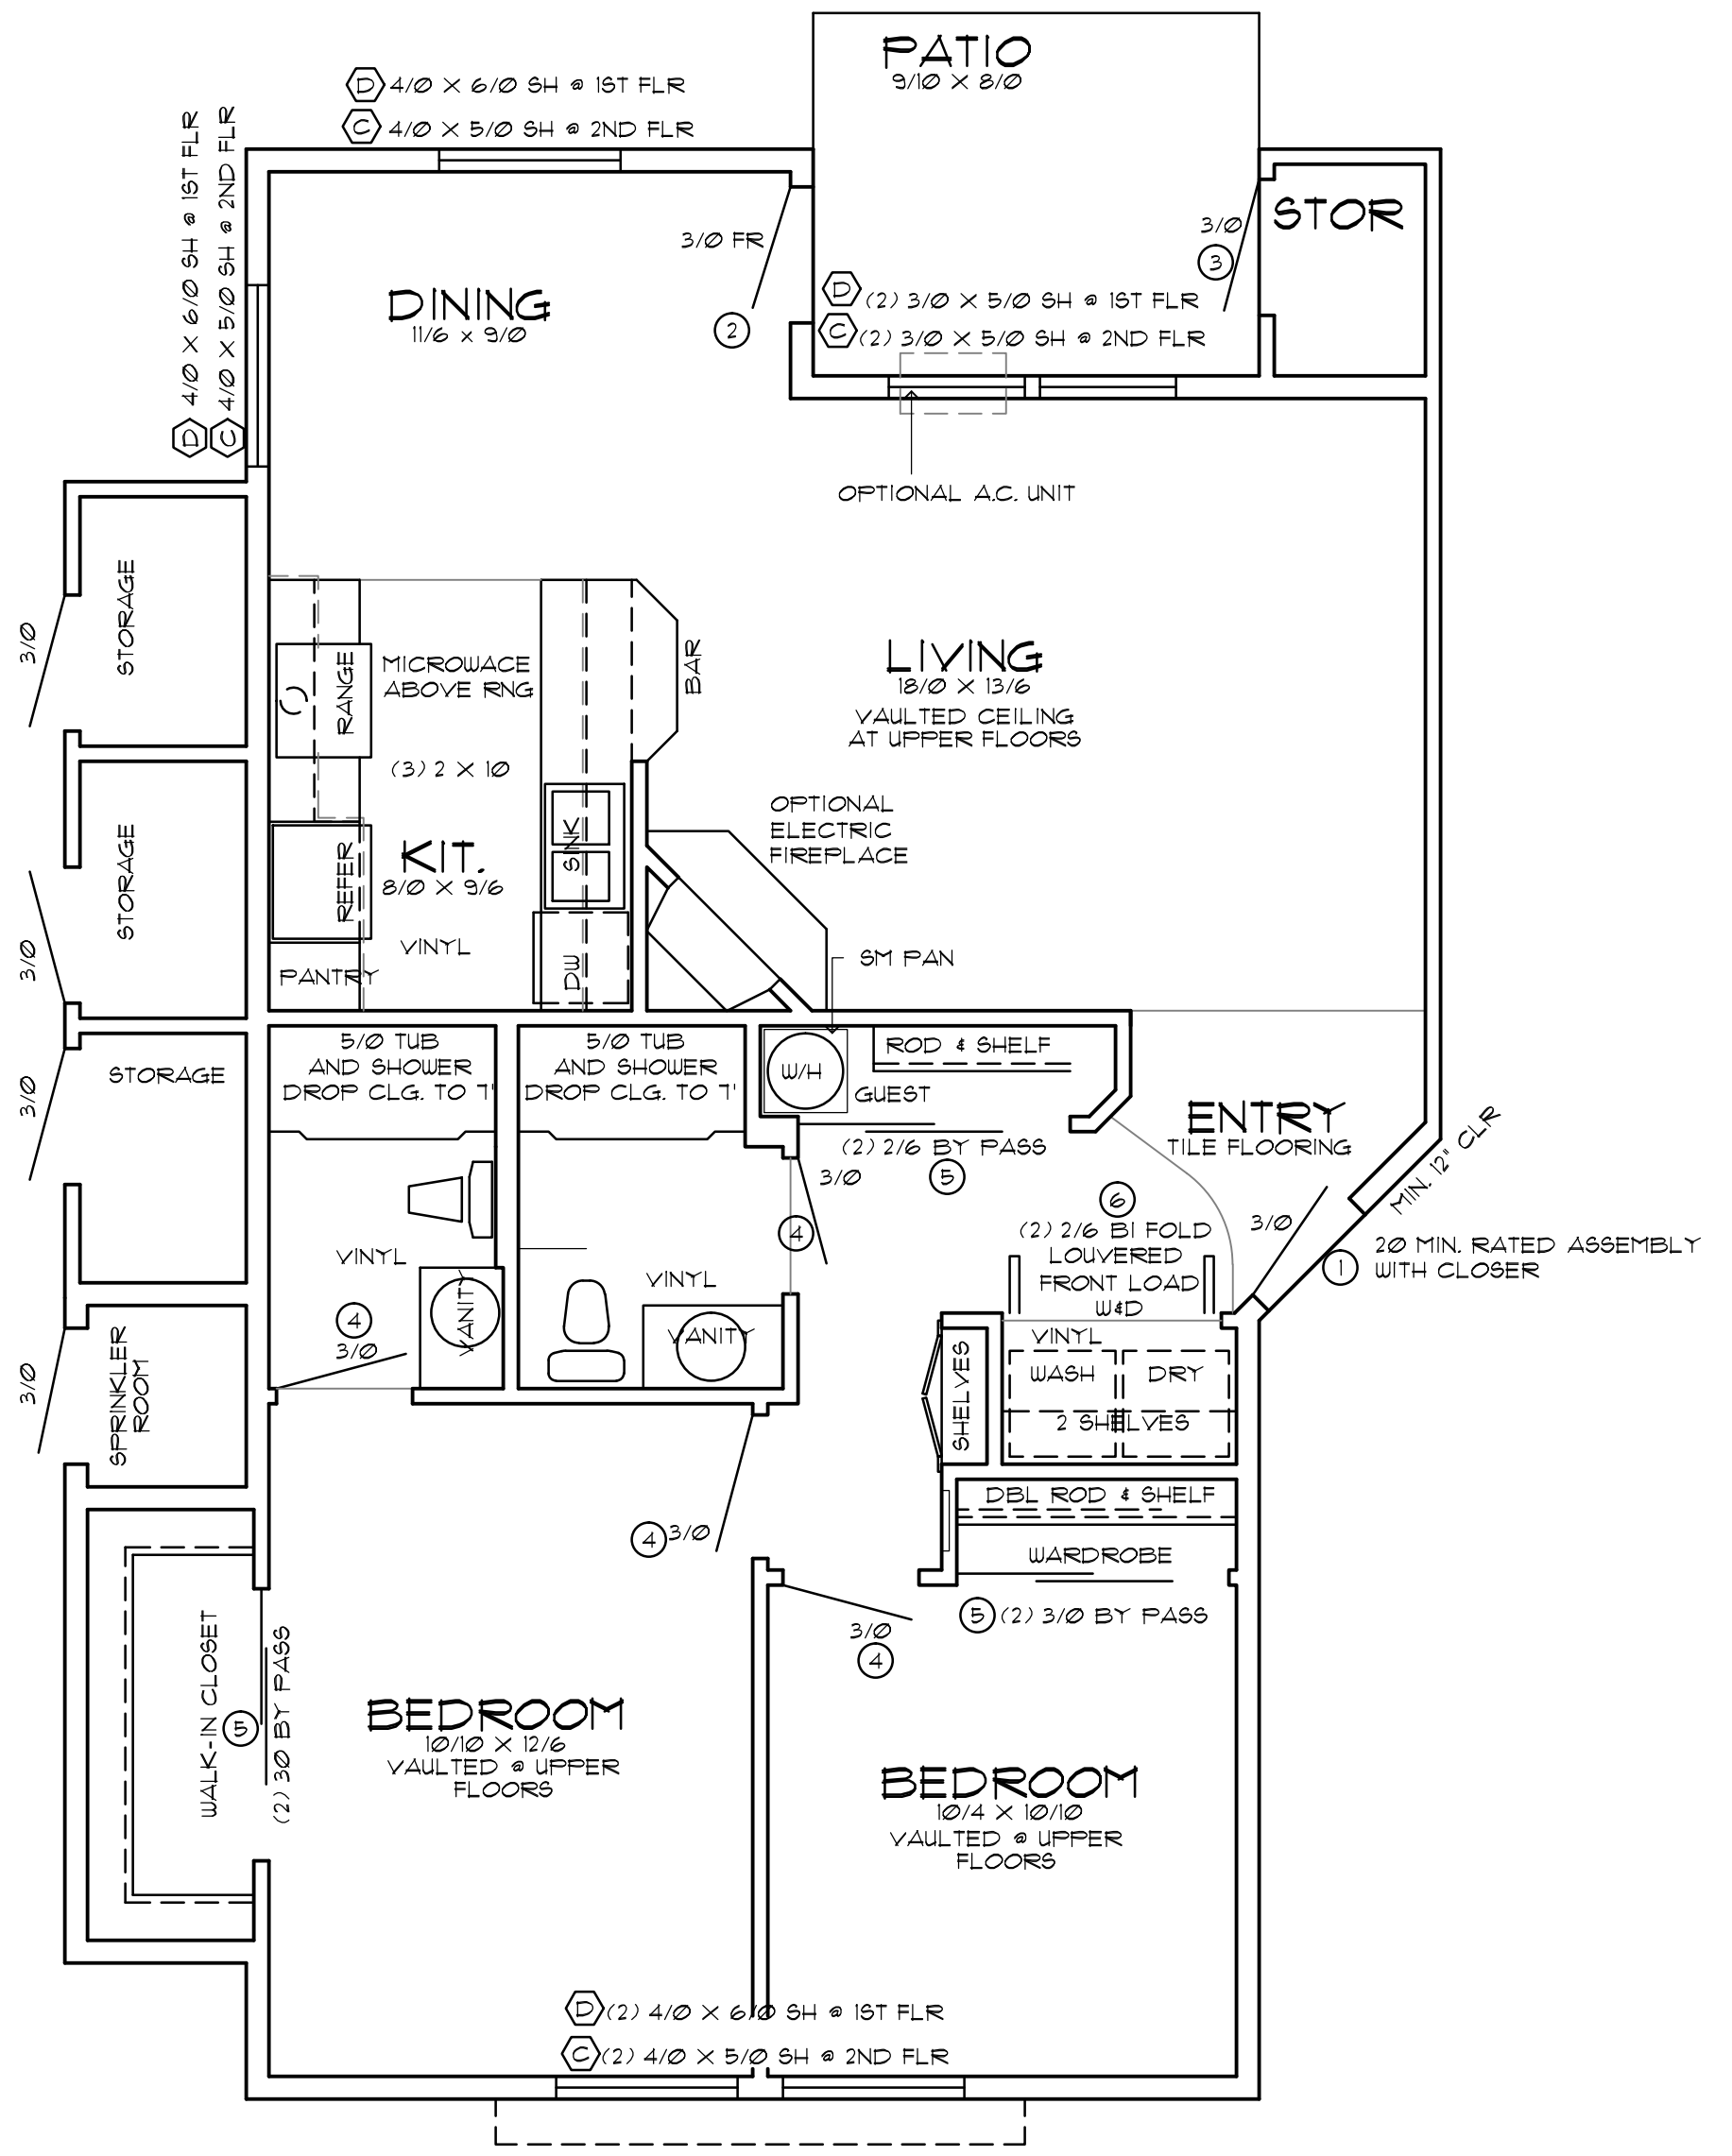 PATIO
9/10 X 8/0
D 4/0 X 6/0 SH @ 1ST FLR
C 4/0 X 5/0 SH @ 2ND FLR
D 4/0 X 6/0 SH @ 1ST FLR
C 4/0 X 5/0 SH @ 2ND FLR
3/0 FR
2
3/0
3
STOR
DINING
11/6 x 9/0
D (2) 3/0 X 5/0 SH @ 1ST FLR
C (2) 3/0 X 5/0 SH @ 2ND FLR
OPTIONAL A.C. UNIT
STORAGE
3/0
RANGE
MICROWACE
ABOVE RNG
BAR
LIVING
18/0 X 13/6
VAULTED CEILING
AT UPPER FLOORS
(3) 2 X 10
OPTIONAL
ELECTRIC
FIREPLACE
STORAGE
3/0
REFER
KIT.
8/0 X 9/6
VINYL
SINK
DW
PANTRY
SM PAN
STORAGE
3/0
5/0 TUB
AND SHOWER
DROP CLG. TO 7'
5/0 TUB
AND SHOWER
DROP CLG. TO 7'
W/H
ROD & SHELF
GUEST
(2) 2/6 BY PASS
5
ENTRY
TILE FLOORING
MIN. 12" CLR
3/0
4
6
(2) 2/6 BI FOLD
LOUVERED
FRONT LOAD
W&D
3/0
1
20 MIN. RATED ASSEMBLY
WITH CLOSER
VINYL
4
3/0
VANITY
VINYL
VANITY
SPRINKLER
ROOM
3/0
SHELVES
VINYL
WASH
DRY
2 SHELVES
DBL ROD & SHELF
WARDROBE
5 (2) 3/0 BY PASS
4 3/0
3/0
4
WALK-IN CLOSET
5
(2) 30 BY PASS
BEDROOM
10/10 X 12/6
VAULTED @ UPPER
FLOORS
BEDROOM
10/4 X 10/10
VAULTED @ UPPER
FLOORS
D (2) 4/0 X 6/0 SH @ 1ST FLR
C (2) 4/0 X 5/0 SH @ 2ND FLR